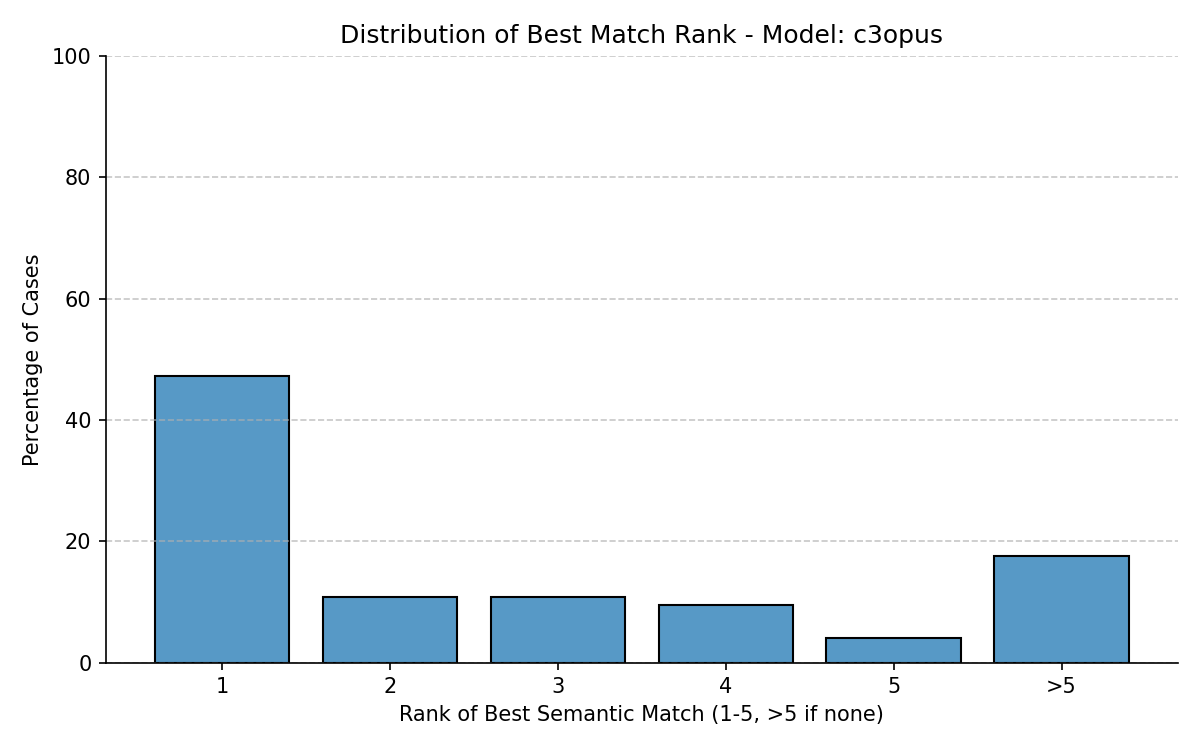 Distribution of Best Match Rank - Model: c3opus
100
80
60
40
20
0
Percentage of Cases
1 2 3 4 5 >5
Rank of Best Semantic Match (1-5, >5 if none)